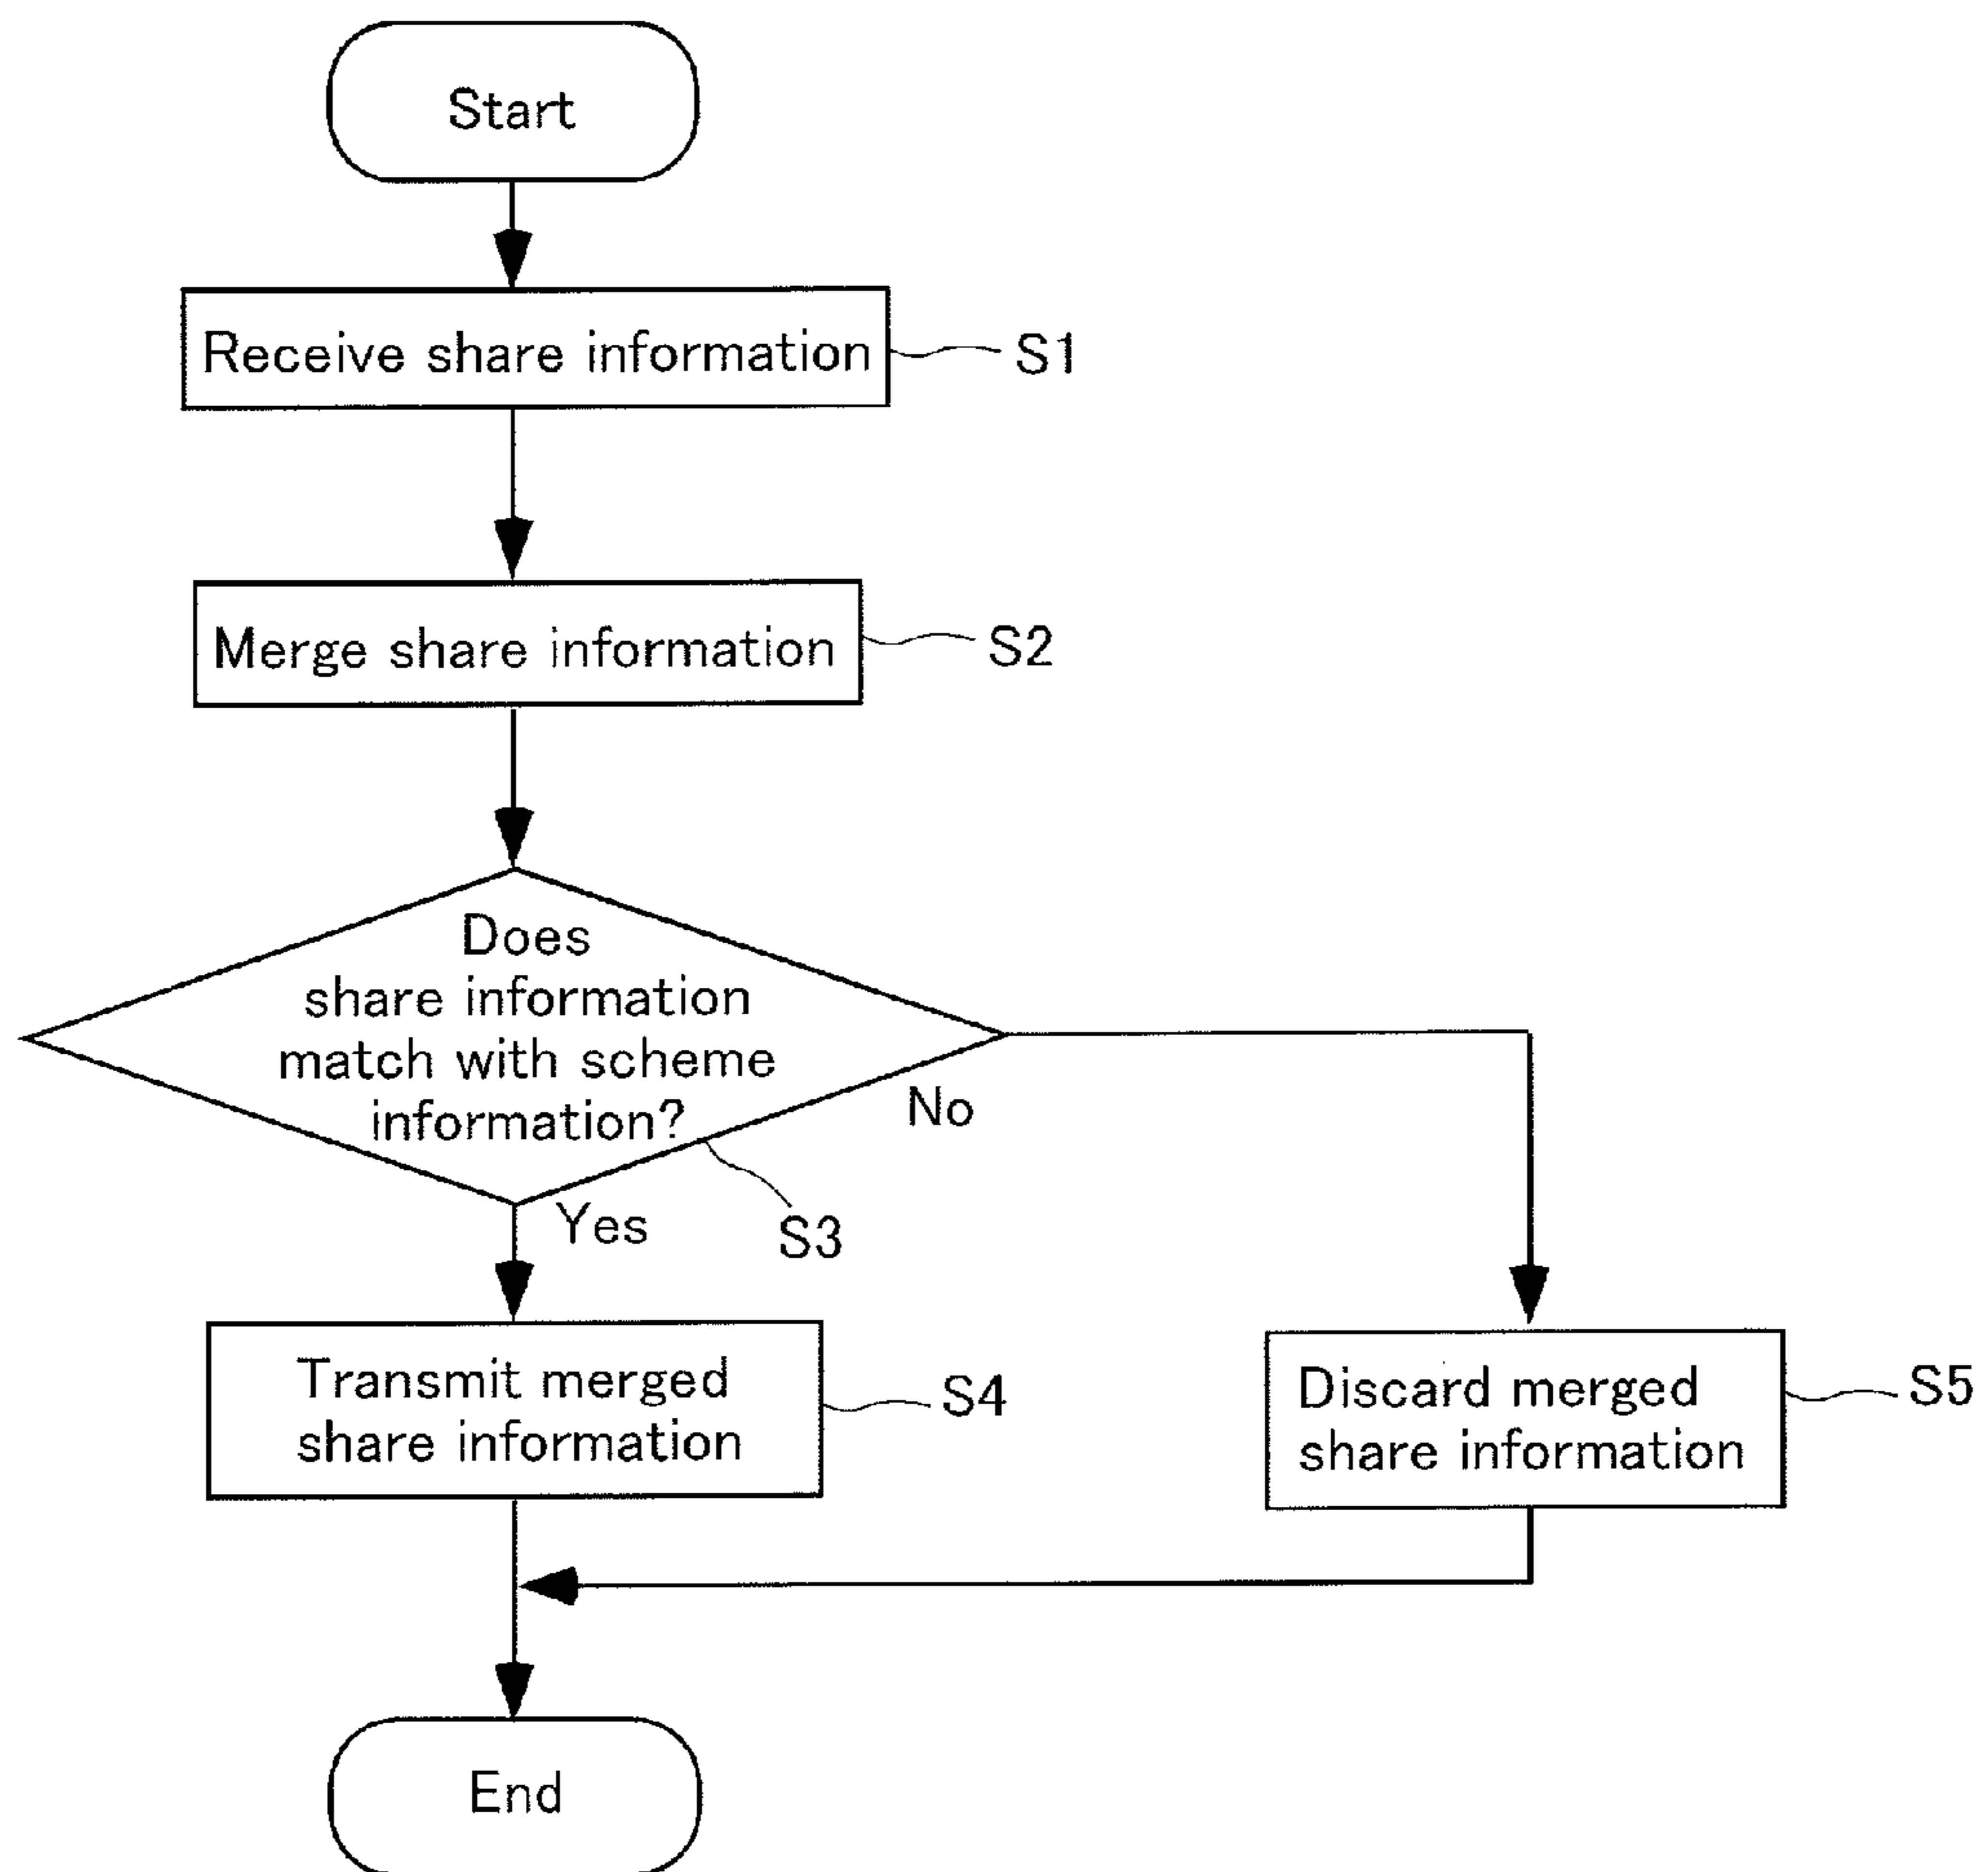 Start
Receive share information
S1
Merge share information
S2
Does
share information
match with scheme
information?
No
Yes
S3
Transmit merged
share information
S4
Discard merged
share information
S5
End